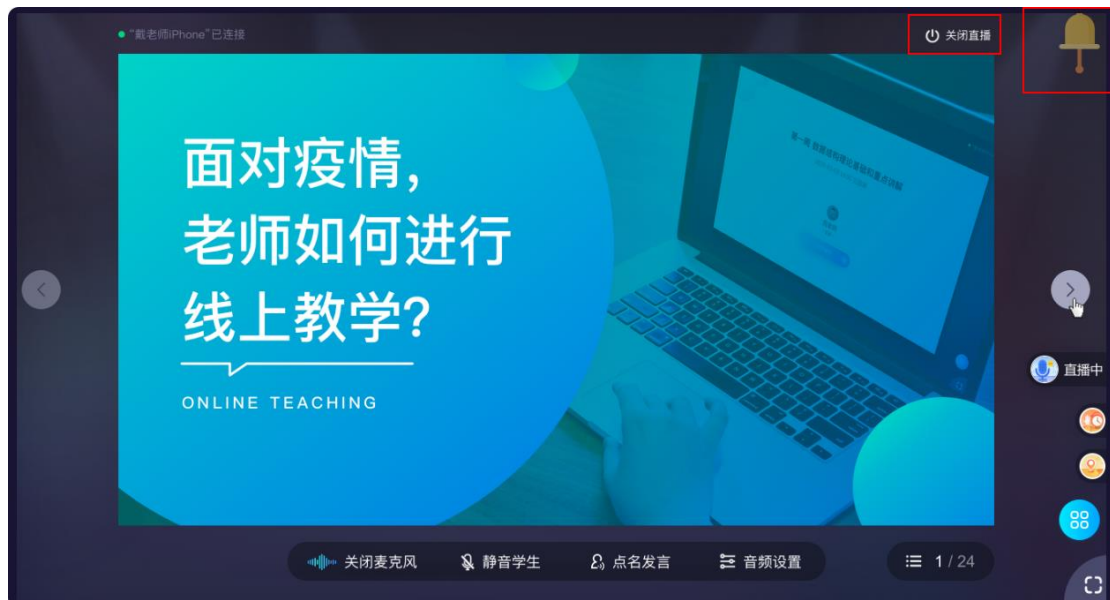 “戴老师iPhone”已连接
关闭直播
面对疫情,
老师如何进行
线上教学?
ONLINE TEACHING
直播中
关闭麦克风
静音学生
点名发言
音频设置
1 / 24